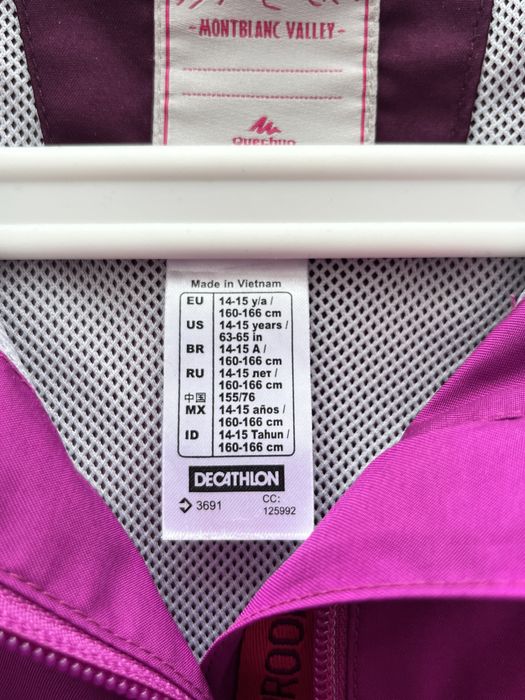 -MONTBLANC VALLEY-
Quechua
Made in Vietnam
EU 14-15 y/a /
160-166 cm
US 14-15 years /
63-65 in
BR 14-15 A /
160-166 cm
RU 14-15 лет /
160-166 cm
中国 155/76
MX 14-15 años /
160-166 cm
ID 14-15 Tahun /
160-166 cm
DECATHLON
3691 CC:
125992
ROO